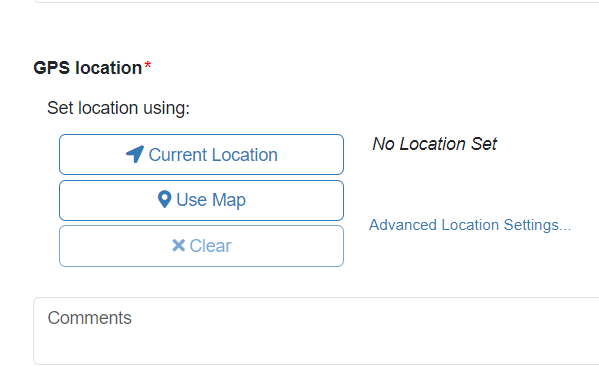 GPS location*
Set location using:
Current Location
No Location Set
Use Map
Advanced Location Settings...
Clear
Comments